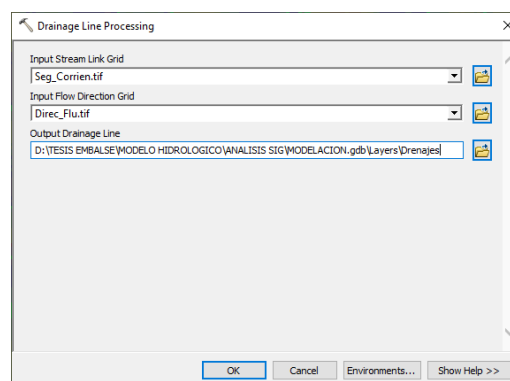 Drainage Line Processing
Input Stream Link Grid
Seg_Corrien.tif
Input Flow Direction Grid
Direc_Flu.tif
Output Drainage Line
D:\TESIS EMBALSE\MODELO HIDROLOGICO\ANALISIS SIG\MODELACION.gdb\Layers\Drenajes
OK
Cancel
Environments...
Show Help >>